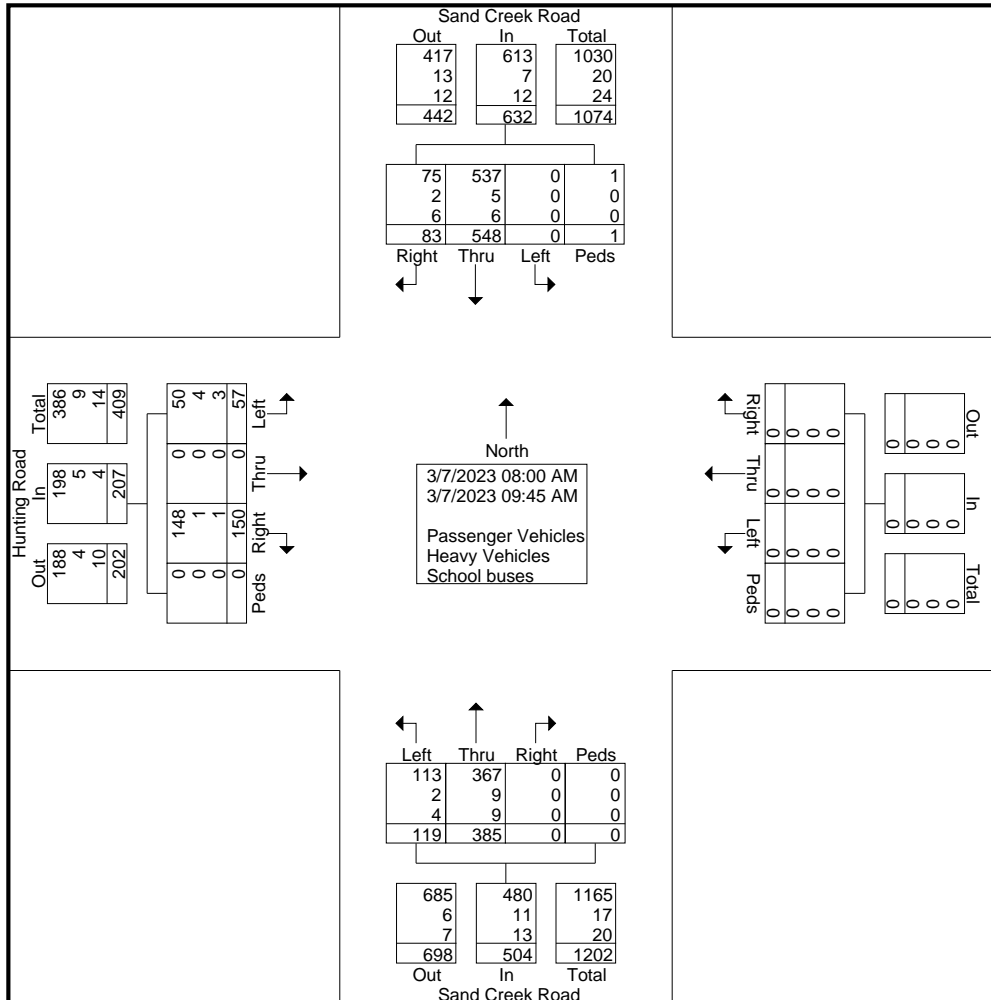 Sand Creek Road
Out In Total
417 613 1030
13 7 20
12 12 24
442 632 1074
75 537 0 1
2 5 0 0
6 6 0 0
83 548 0 1
Right Thru Left Peds
Hunting Road
Total In Out
386 198 188
9 5 4
14 4 10
409 207 202
50 0 148 0
4 0 1 0
3 0 1 0
57 0 150 0
Left Thru Right Peds
North
3/7/2023 08:00 AM
3/7/2023 09:45 AM
Passenger Vehicles
Heavy Vehicles
School buses
Right Thru Left Peds
0 0 0 0
0 0 0 0
0 0 0 0
0 0 0 0
Out In Total
0 0 0
0 0 0
0 0 0
0 0 0
Left Thru Right Peds
113 367 0 0
2 9 0 0
4 9 0 0
119 385 0 0
685 480 1165
6 11 17
7 13 20
698 504 1202
Out In Total
Sand Creek Road